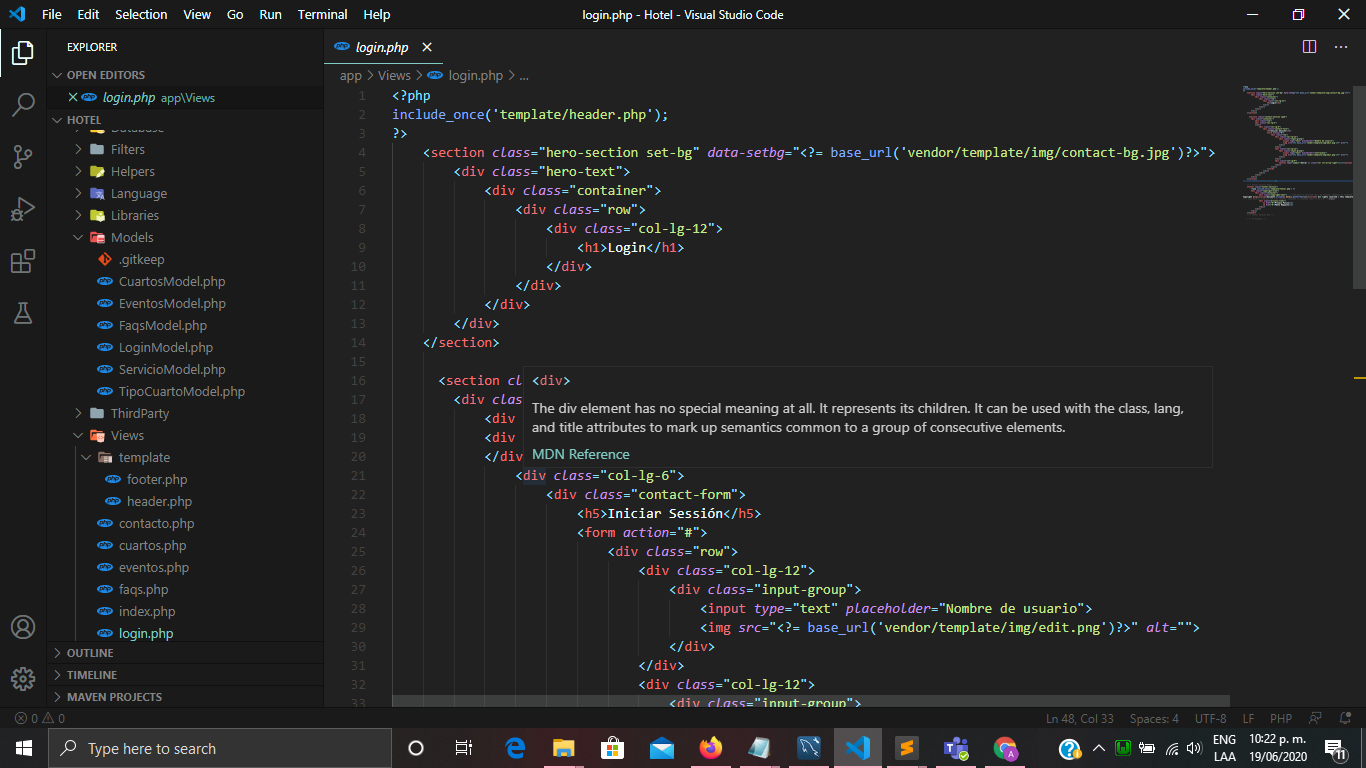 File Edit Selection View Go Run Terminal Help
login.php - Hotel - Visual Studio Code
EXPLORER
OPEN EDITORS
login.php app\Views
HOTEL
Database
Filters
Helpers
Language
Libraries
Models
.gitkeep
CuartosModel.php
EventosModel.php
FaqsModel.php
LoginModel.php
ServicioModel.php
TipoCuartoModel.php
ThirdParty
Views
template
footer.php
header.php
contacto.php
cuartos.php
eventos.php
faqs.php
index.php
login.php
OUTLINE
TIMELINE
MAVEN PROJECTS
login.php
app > Views > login.php > ...
1 <?php
2 include_once('template/header.php');
3 ?>
4 <section class="hero-section set-bg" data-setbg="<?= base_url('vendor/template/img/contact-bg.jpg')?>">
5 <div class="hero-text">
6 <div class="container">
7 <div class="row">
8 <div class="col-lg-12">
9 <h1>Login</h1>
10 </div>
11 </div>
12 </div>
13 </div>
14 </section>
15
16 <section cl
17 <div clas
18 <div
19 <div
20 </div
<div>
The div element has no special meaning at all. It represents its children. It can be used with the class, lang,
and title attributes to mark up semantics common to a group of consecutive elements.
MDN Reference
21 <div class="col-lg-6">
22 <div class="contact-form">
23 <h5>Iniciar Sessión</h5>
24 <form action="#">
25 <div class="row">
26 <div class="col-lg-12">
27 <div class="input-group">
28 <input type="text" placeholder="Nombre de usuario">
29 <img src="<?= base_url('vendor/template/img/edit.png')?>" alt="">
30 </div>
31 </div>
32 <div class="col-lg-12">
33 <div class="input-group">
0 0
Ln 48, Col 33 Spaces: 4 UTF-8 LF PHP
Type here to search
ENG
LAA
10:22 p. m.
19/06/2020
11